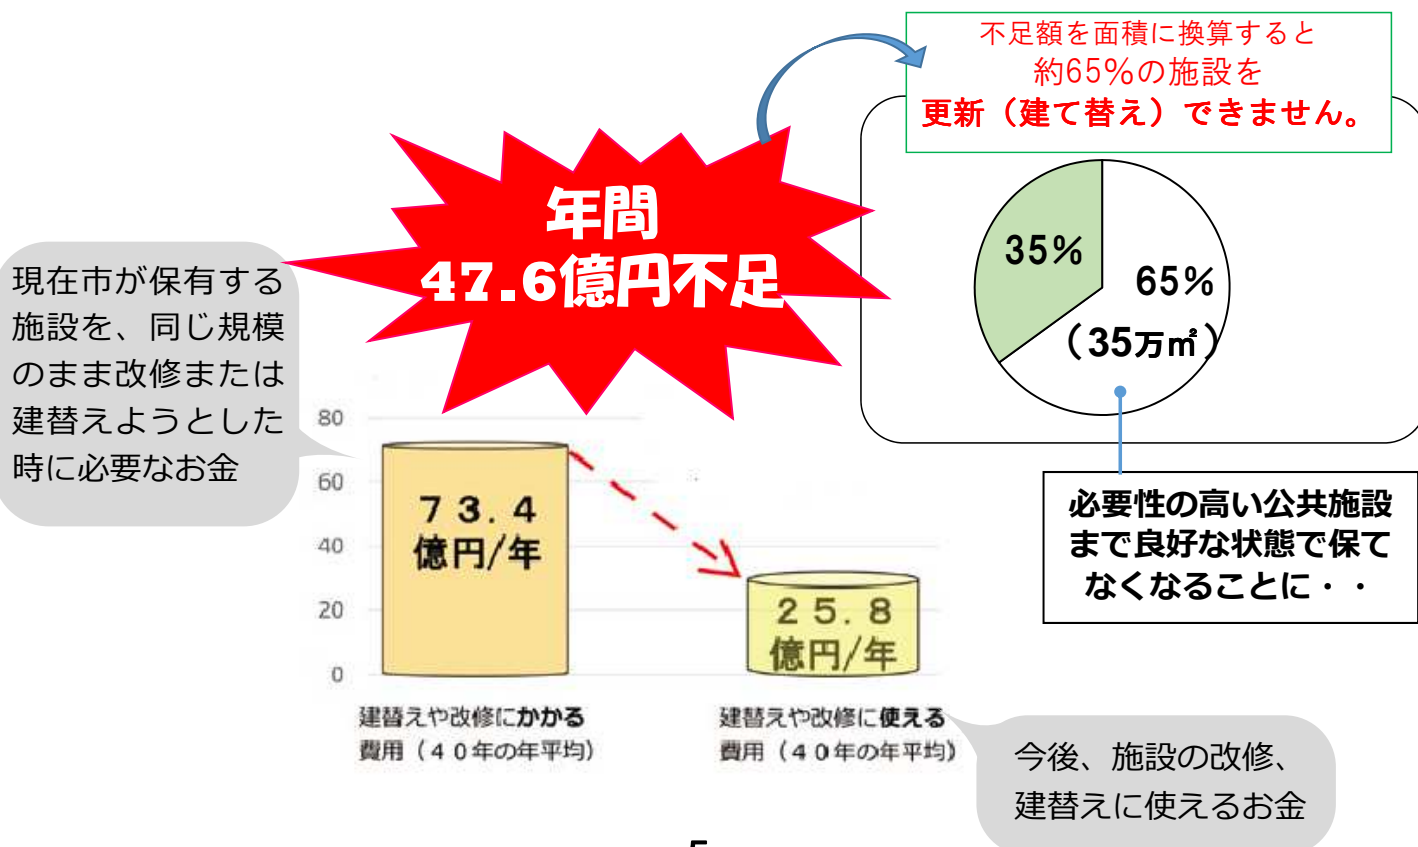 不足額を面積に換算すると
約65%の施設を
更新（建て替え）できません。
年間
47.6億円不足
35%
65%
（35万㎡）
現在市が保有する
施設を、同じ規模
のまま改修または
建替えようとした
時に必要なお金
必要性の高い公共施設
まで良好な状態で保て
なくなることに・・
80
60
40
20
0
７３.４
億円/年
２５.８
億円/年
建替えや改修にかかる
費用（４０年の年平均）
建替えや改修に使える
費用（４０年の年平均）
今後、施設の改修、
建替えに使えるお金